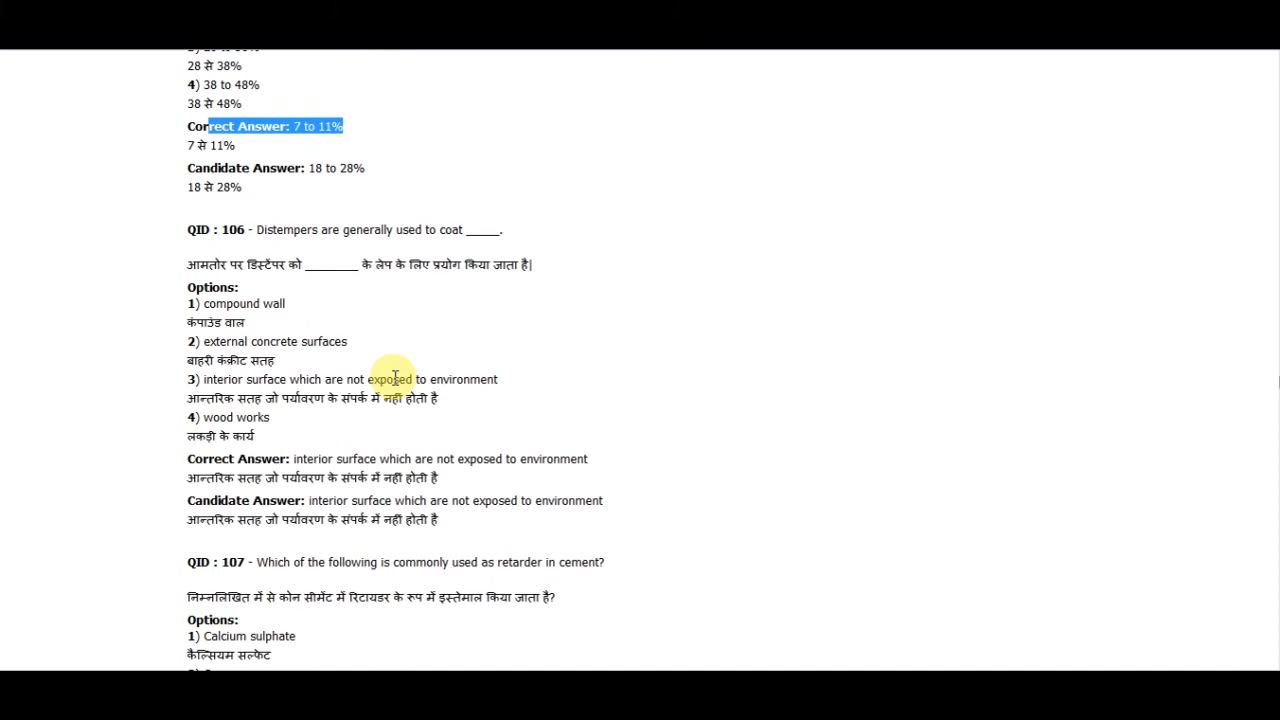 28 से 38%
4) 38 to 48%
38 से 48%
Correct Answer: 7 to 11%
7 से 11%
Candidate Answer: 18 to 28%
18 से 28%
QID : 106 - Distempers are generally used to coat _____.
आमतोर पर डिस्टेंपर को ________ के लेप के लिए प्रयोग किया जाता है|
Options:
1) compound wall
कंपाउंड वाल
2) external concrete surfaces
बाहरी कंक्रीट सतह
3) interior surface which are not exposed to environment
आन्तरिक सतह जो पर्यावरण के संपर्क में नहीं होती है
4) wood works
लकड़ी के कार्य
Correct Answer: interior surface which are not exposed to environment
आन्तरिक सतह जो पर्यावरण के संपर्क में नहीं होती है
Candidate Answer: interior surface which are not exposed to environment
आन्तरिक सतह जो पर्यावरण के संपर्क में नहीं होती है
QID : 107 - Which of the following is commonly used as retarder in cement?
निम्नलिखित में से कोन सीमेंट में रिटायडर के रूप में इस्तेमाल किया जाता है?
Options:
1) Calcium sulphate
कैल्सियम सल्फेट